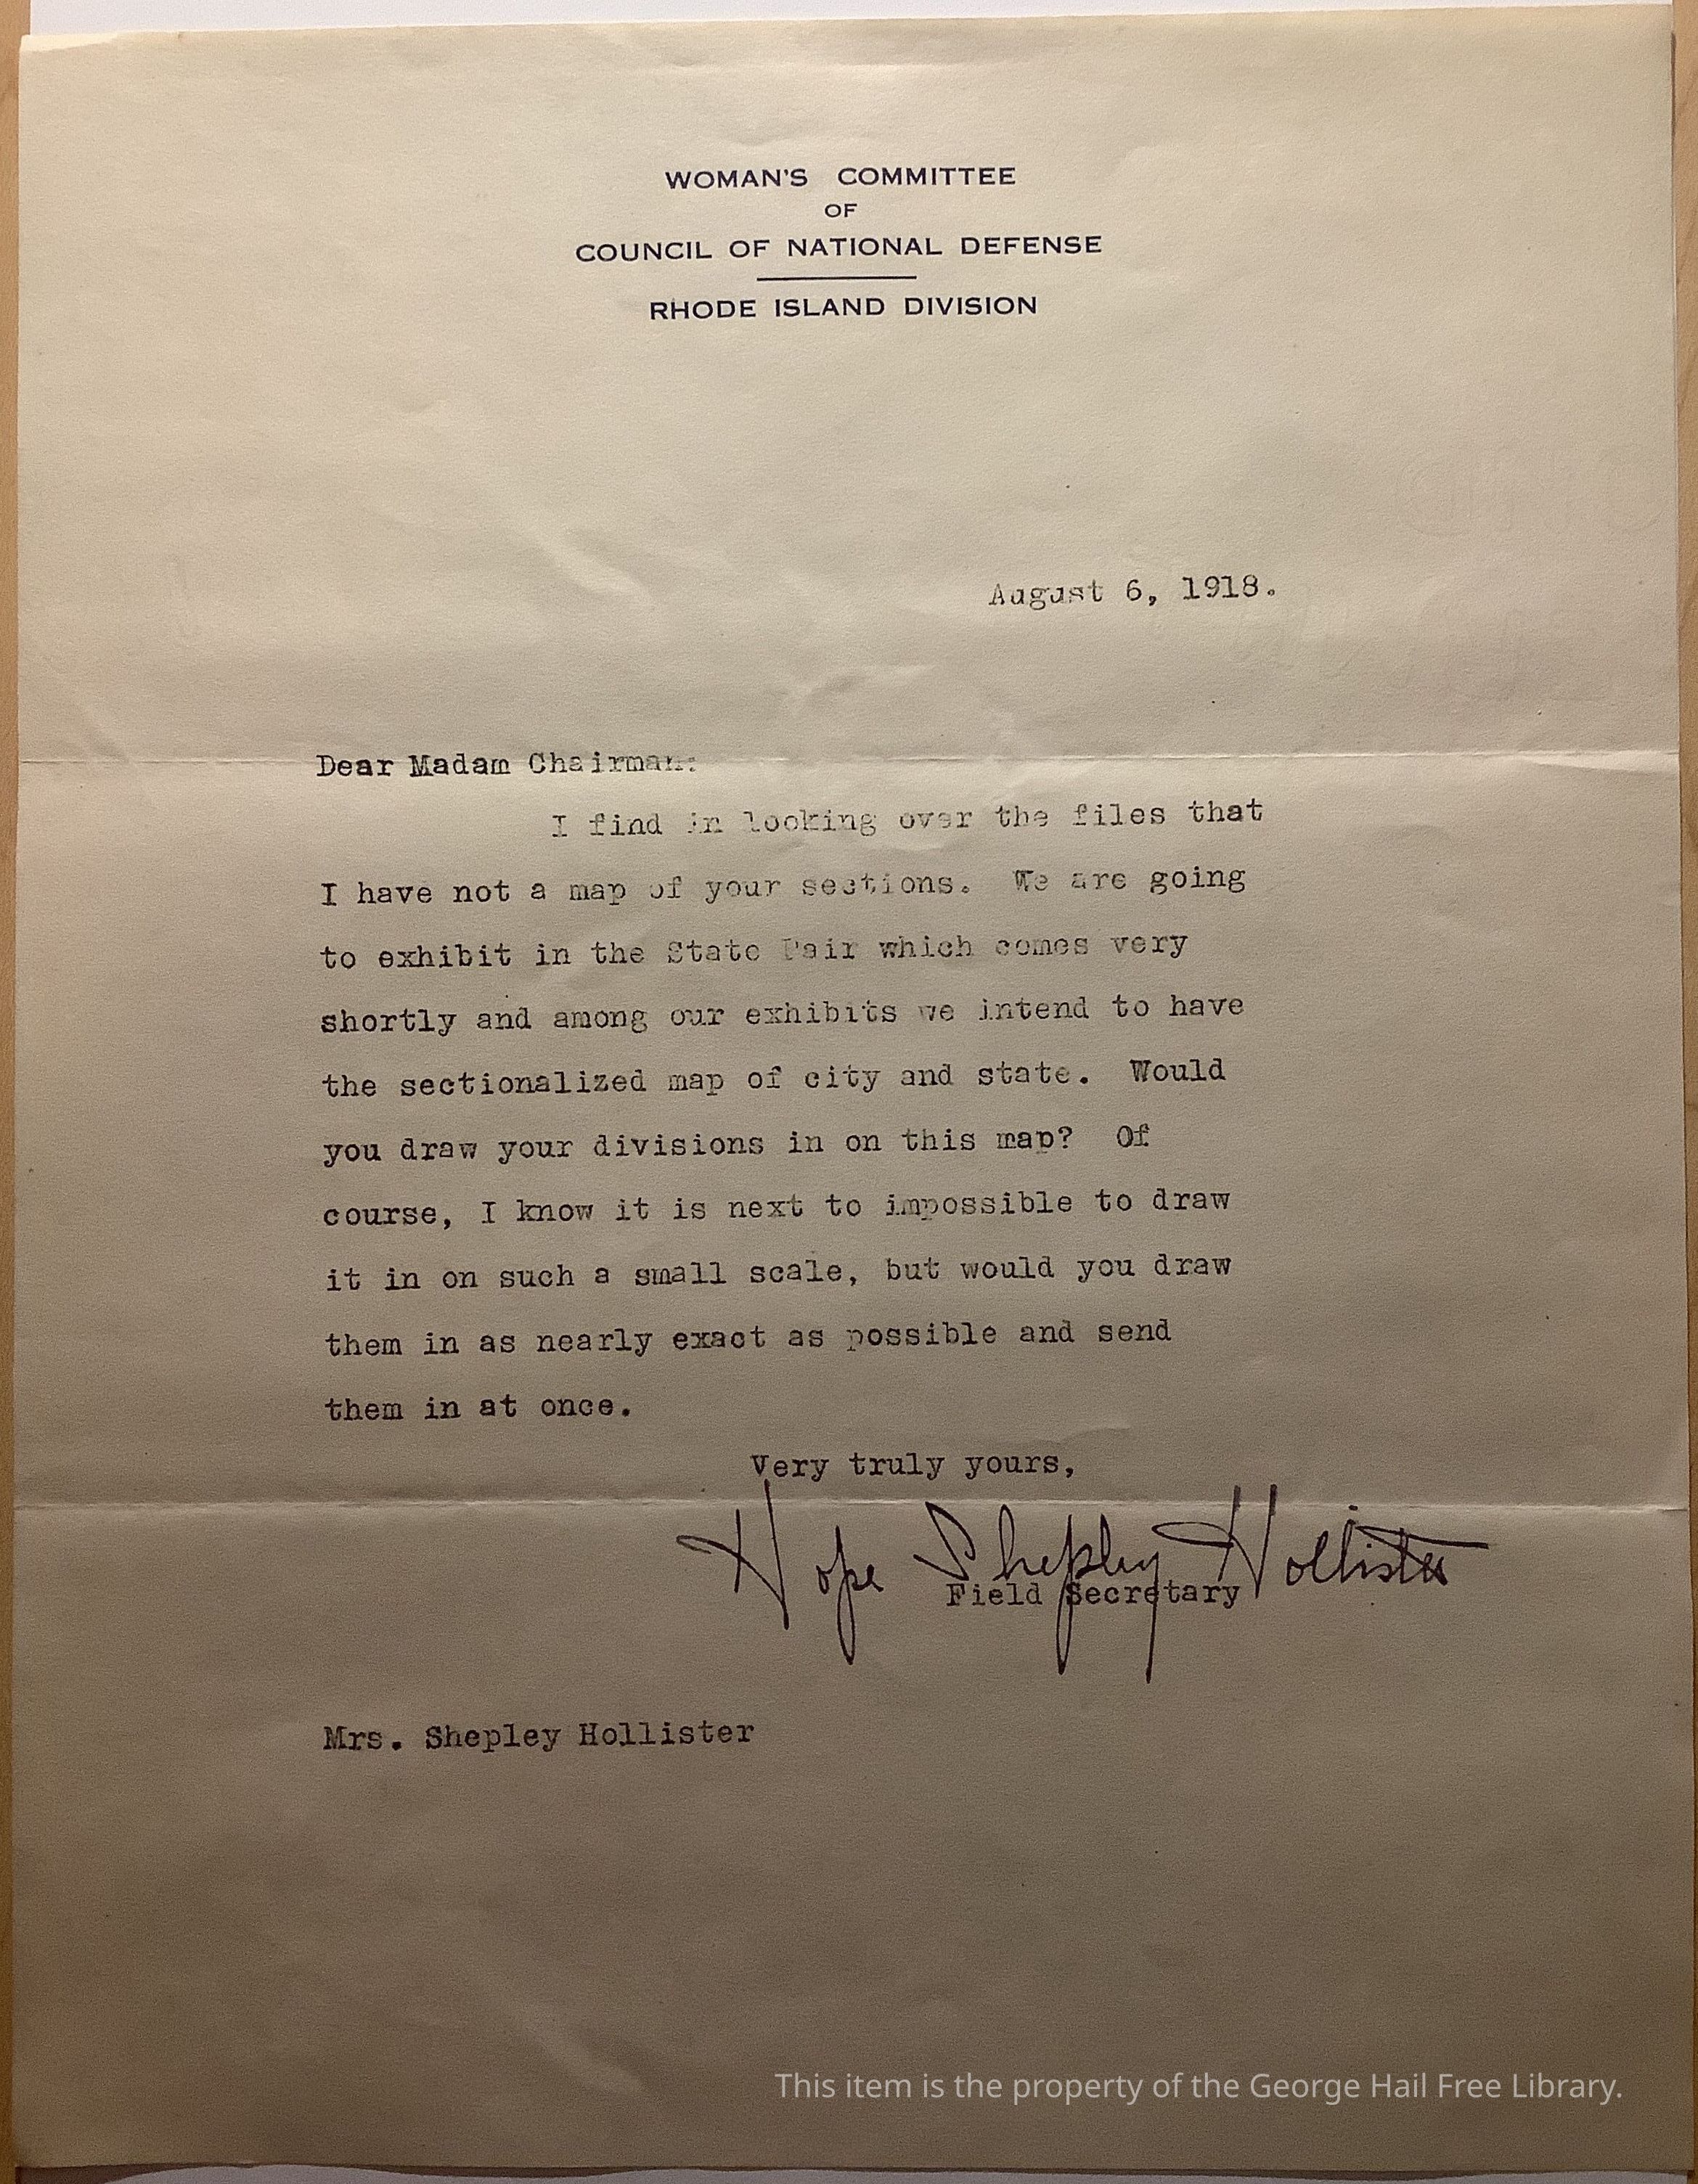 WOMAN'S COMMITTEE
OF
COUNCIL OF NATIONAL DEFENSE
RHODE ISLAND DIVISION
August 6, 1918.
Dear Madam Chairman:
I find in looking over the files that
I have not a map of your sections. We are going
to exhibit in the State Fair which comes very
shortly and among our exhibits we intend to have
the sectionalized map of city and state. Would
you draw your divisions in on this map? Of
course, I know it is next to impossible to draw
it in on such a small scale, but would you draw
them in as nearly exact as possible and send
them in at once.
Very truly yours,
Hope Shepley Hollister
Field Secretary
Mrs. Shepley Hollister
This item is the property of the George Hail Free Library.